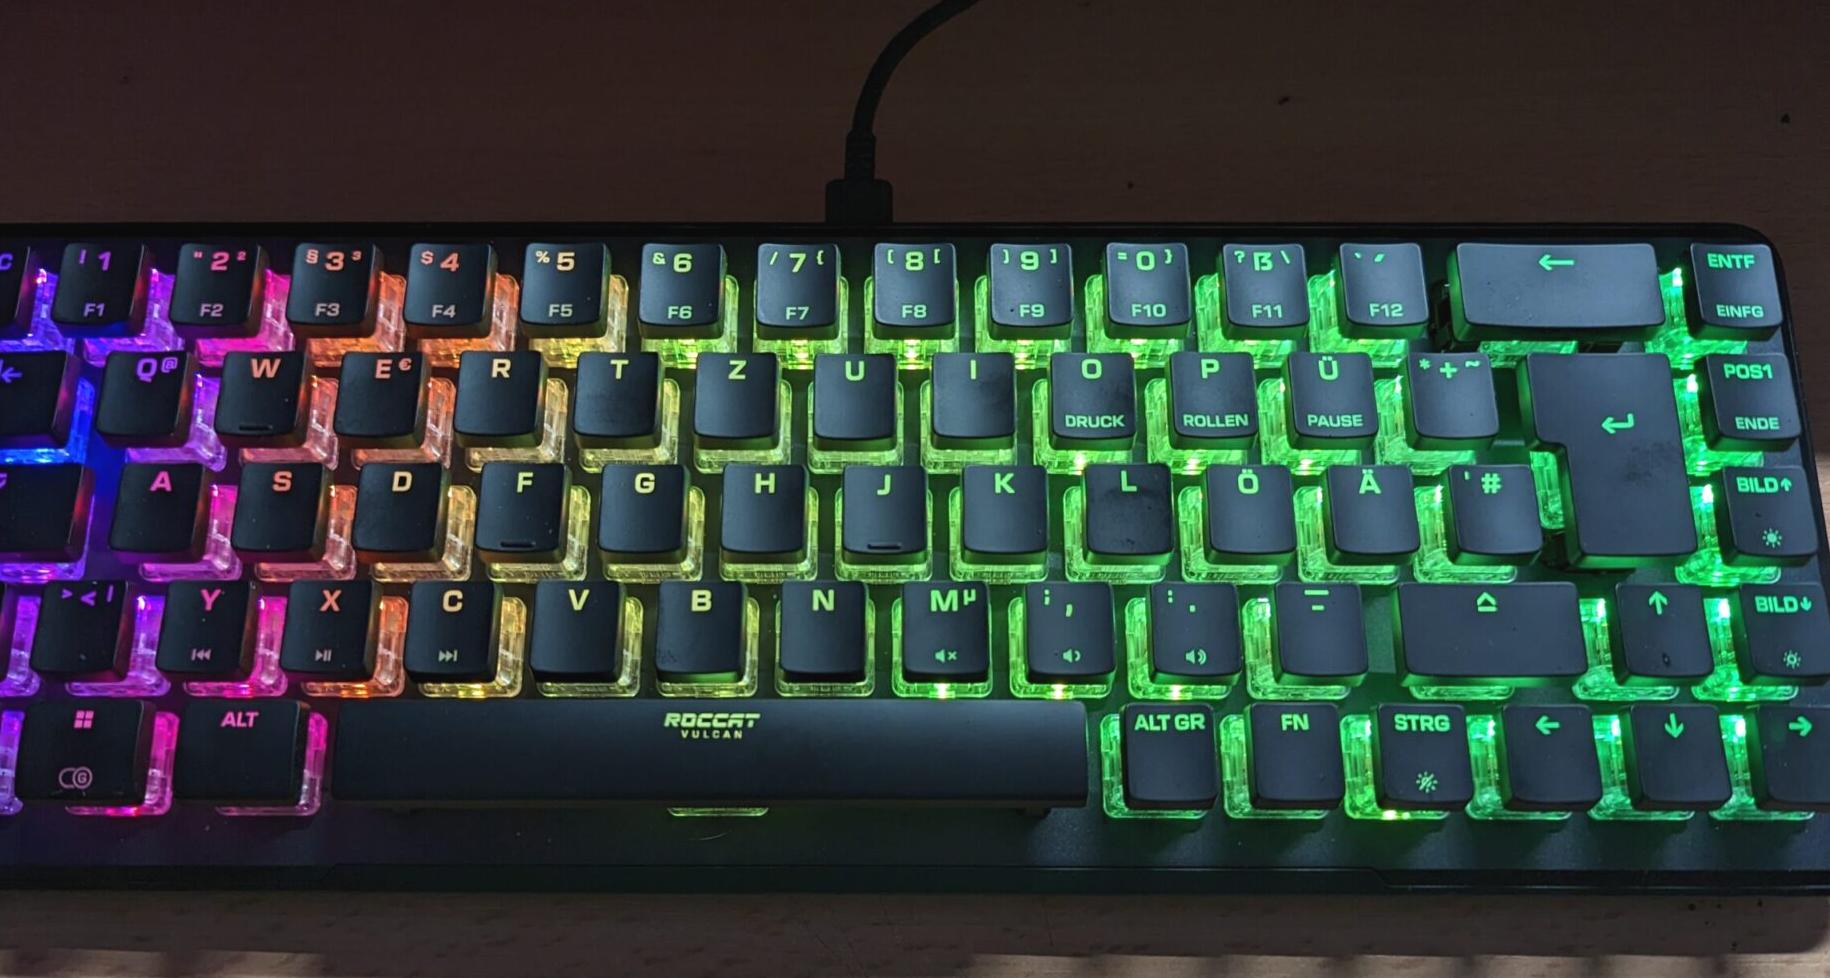 C ! 1 " 2 ² § 3 ³ $ 4 % 5 & 6 / 7 { ( 8 [ ) 9 ] = 0 } ? ß \ ` ´ ← ENTF
F1 F2 F3 F4 F5 F6 F7 F8 F9 F10 F11 F12 EINFG
Q @ W E € R T Z U I O P Ü * + ~ POS1
DRUCK ROLLEN PAUSE ENDE
A S D F G H J K L Ö Ä ' # BILD↑
> < | Y X C V B N M µ ; , : . _ - ↑ BILD↓
ALT ROCCAT ALT GR FN STRG ← ↓ →
VULCAN
G